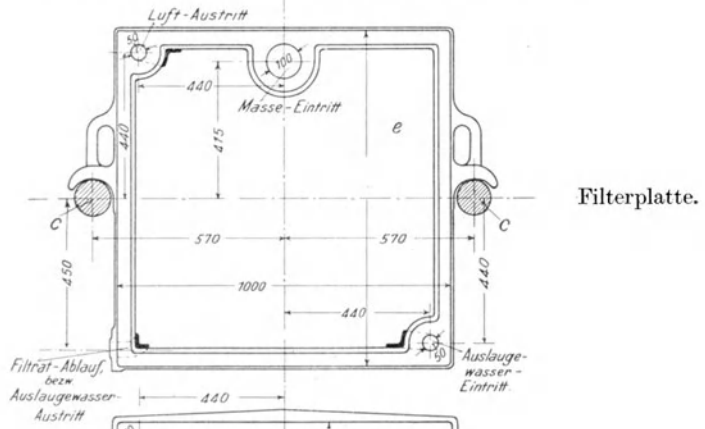 Luft-Austritt
50
100
440
Masse-Eintritt
440
415
e
Filterplatte.
C
C
570
570
450
440
1000
440
50
Filtrat-Ablauf,
bezw
Auslaugewasser-
Austritt
Auslauge-
wasser-
Eintritt
440